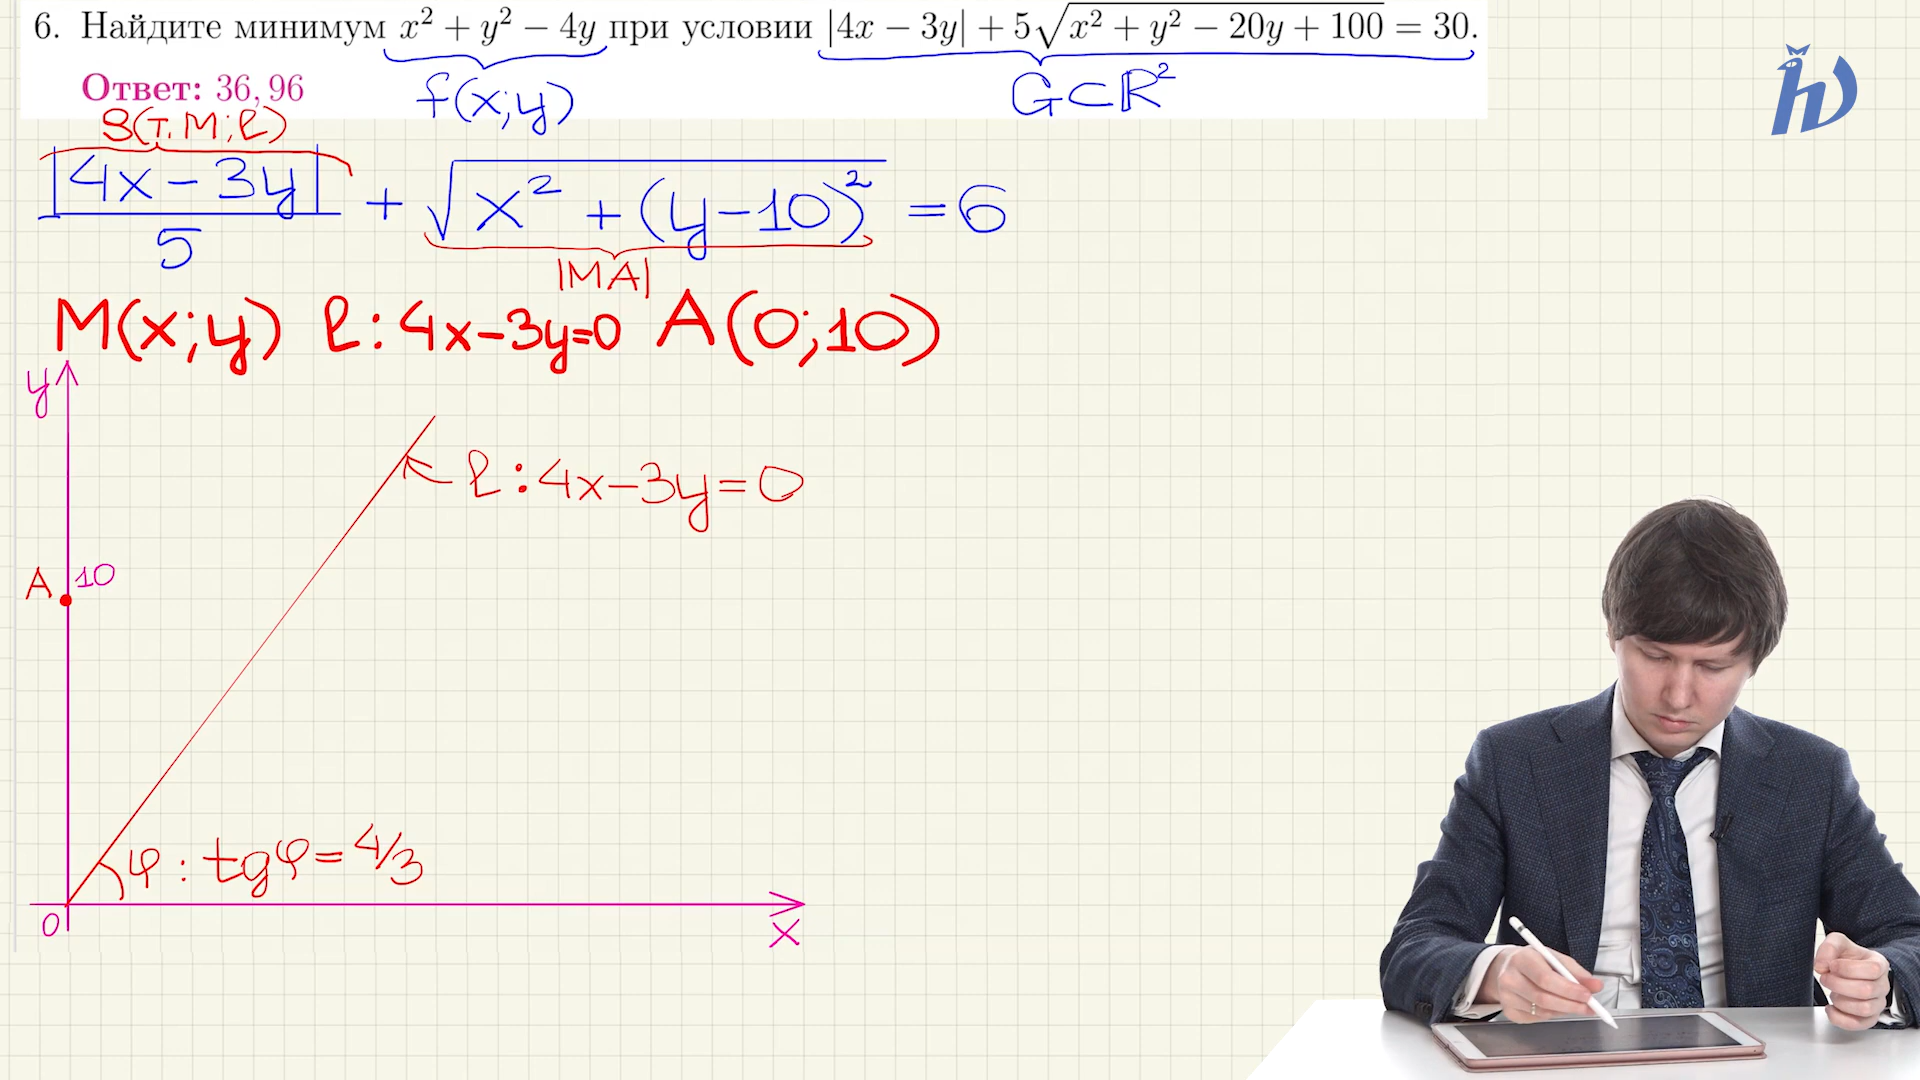 6. Найдите минимум x² + y² − 4y при условии |4x − 3y| + 5√(x² + y² − 20y + 100) = 30.
Ответ: 36, 96
f(x;y)
G⊂ℝ²
ρ(т. M; ℓ)
|4x − 3y|/5 + √(x² + (y−10)²) = 6
|MA|
M(x;y) ℓ: 4x−3y=0 A(0;10)
y
ℓ: 4x−3y=0
A 10
φ : tgφ = 4/3
0
x